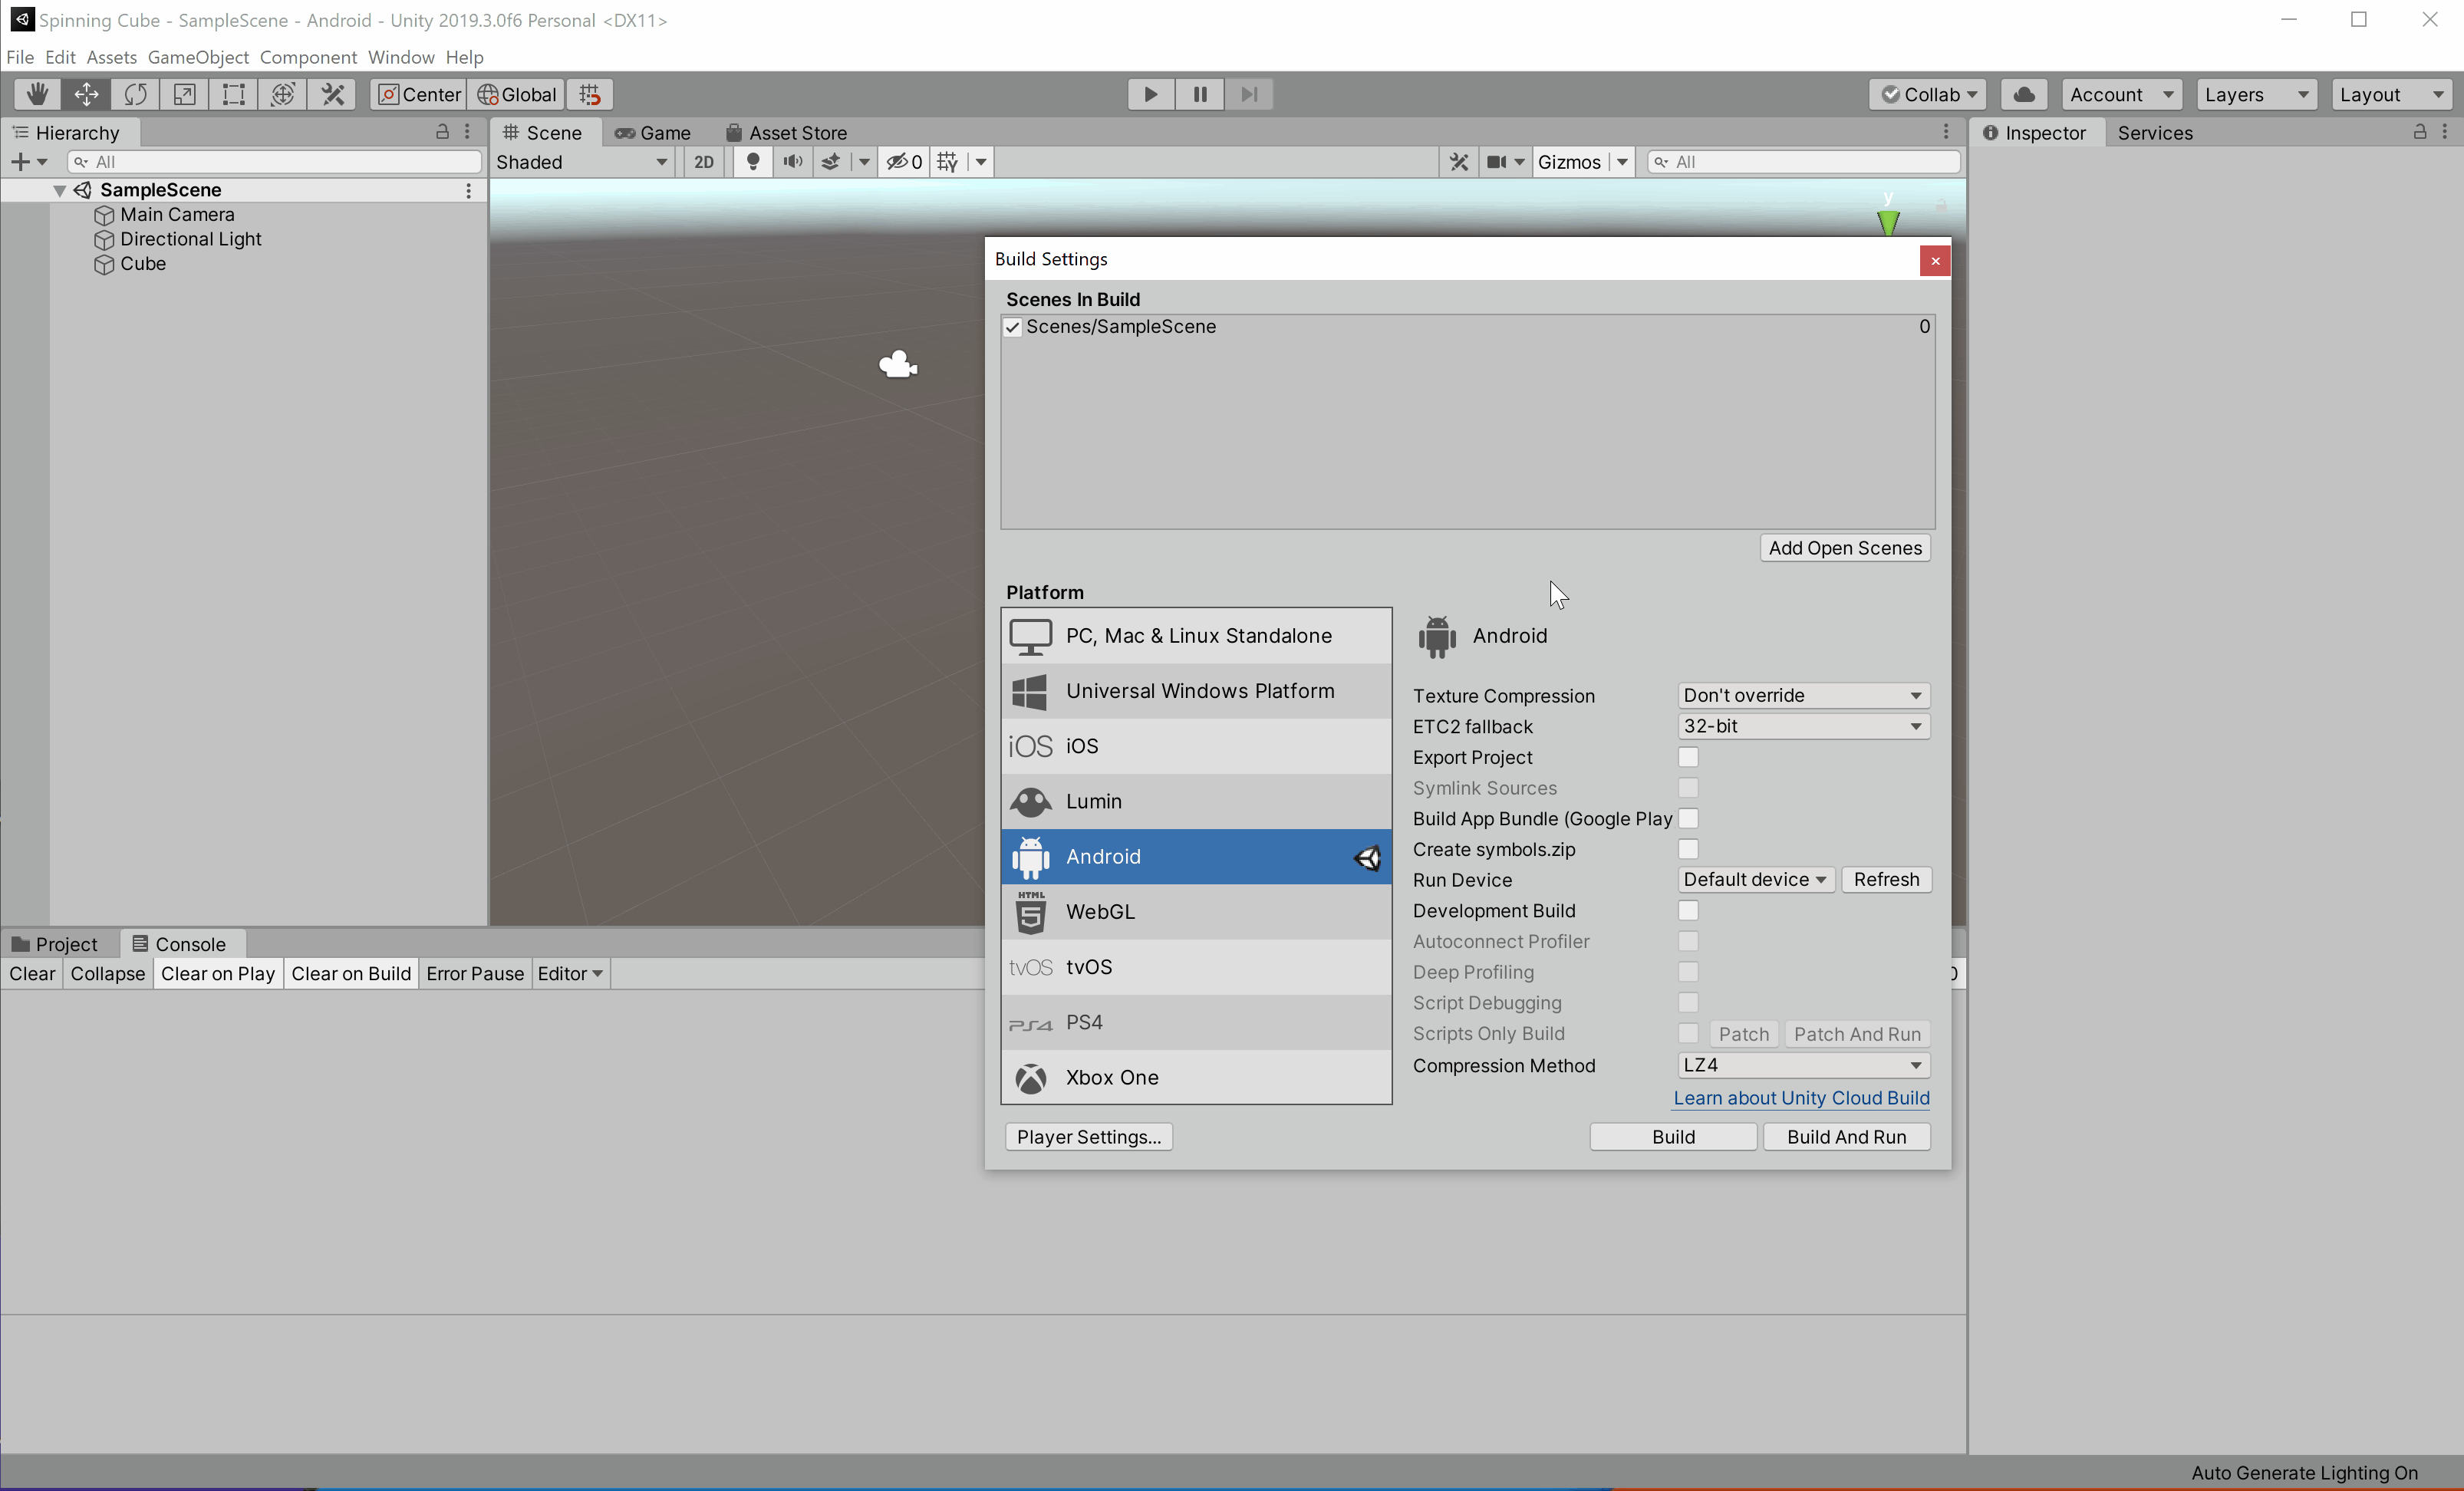 Spinning Cube - SampleScene - Android - Unity 2019.3.0f6 Personal <DX11>
File Edit Assets GameObject Component Window Help
Center Global Collab Account Layers Layout
Hierarchy
All
SampleScene
Main Camera
Directional Light
Cube
Scene Game Asset Store
Shaded 2D 0 Gizmos All
y
Inspector Services
Build Settings
Scenes In Build
Scenes/SampleScene 0
Add Open Scenes
Platform
PC, Mac & Linux Standalone
Universal Windows Platform
iOS iOS
Lumin
Android
HTML
5 WebGL
tvOS tvOS
PS4 PS4
Xbox One
Android
Texture Compression Don't override
ETC2 fallback 32-bit
Export Project
Symlink Sources
Build App Bundle (Google Play
Create symbols.zip
Run Device Default device Refresh
Development Build
Autoconnect Profiler
Deep Profiling
Script Debugging
Scripts Only Build Patch Patch And Run
Compression Method LZ4
Learn about Unity Cloud Build
Player Settings... Build Build And Run
Project Console
Clear Collapse Clear on Play Clear on Build Error Pause Editor
Auto Generate Lighting On